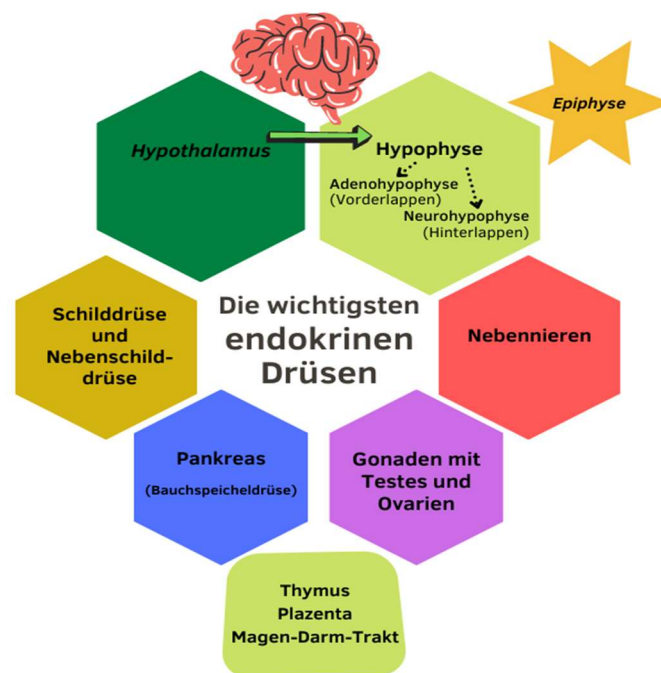 Hypothalamus
Hypophyse
Adenohypophyse
(Vorderlappen)
Neurohypophyse
(Hinterlappen)
Epiphyse
Die wichtigsten
endokrinen
Drüsen
Schilddrüse
und
Nebenschild-
drüse
Nebennieren
Pankreas
(Bauchspeicheldrüse)
Gonaden mit
Testes und
Ovarien
Thymus
Plazenta
Magen-Darm-Trakt